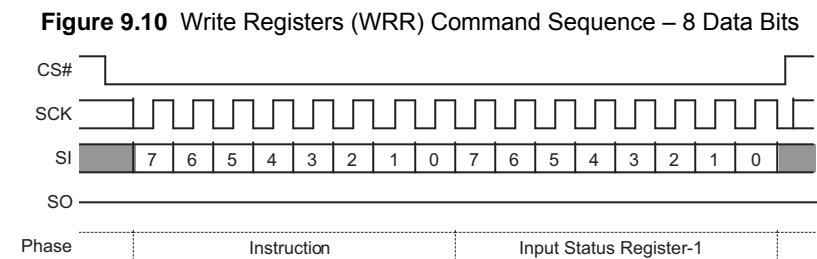 Figure 9.10 Write Registers (WRR) Command Sequence – 8 Data Bits
CS#
SCK
SI 7 6 5 4 3 2 1 0 7 6 5 4 3 2 1 0
SO
Phase Instruction Input Status Register-1